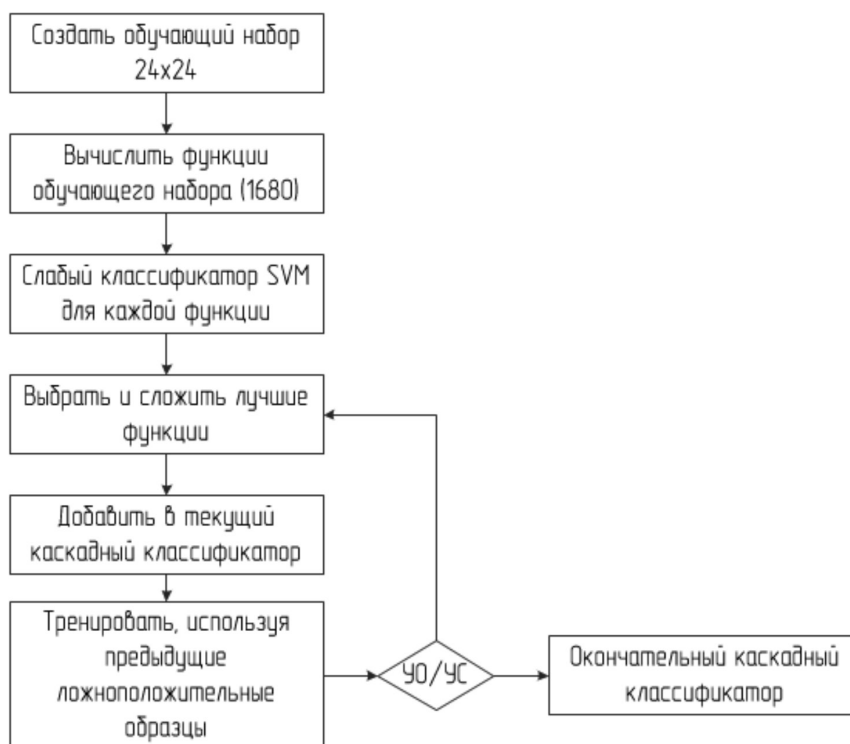 Создать обучающий набор
24x24
Вычислить функции
обучающего набора (1680)
Слабый классификатор SVM
для каждой функции
Выбрать и сложить лучшие
функции
Добавить в текущий
каскадный классификатор
Тренировать, используя
предыдущие
ложноположительные
образцы
УО/УС
Окончательный каскадный
классификатор